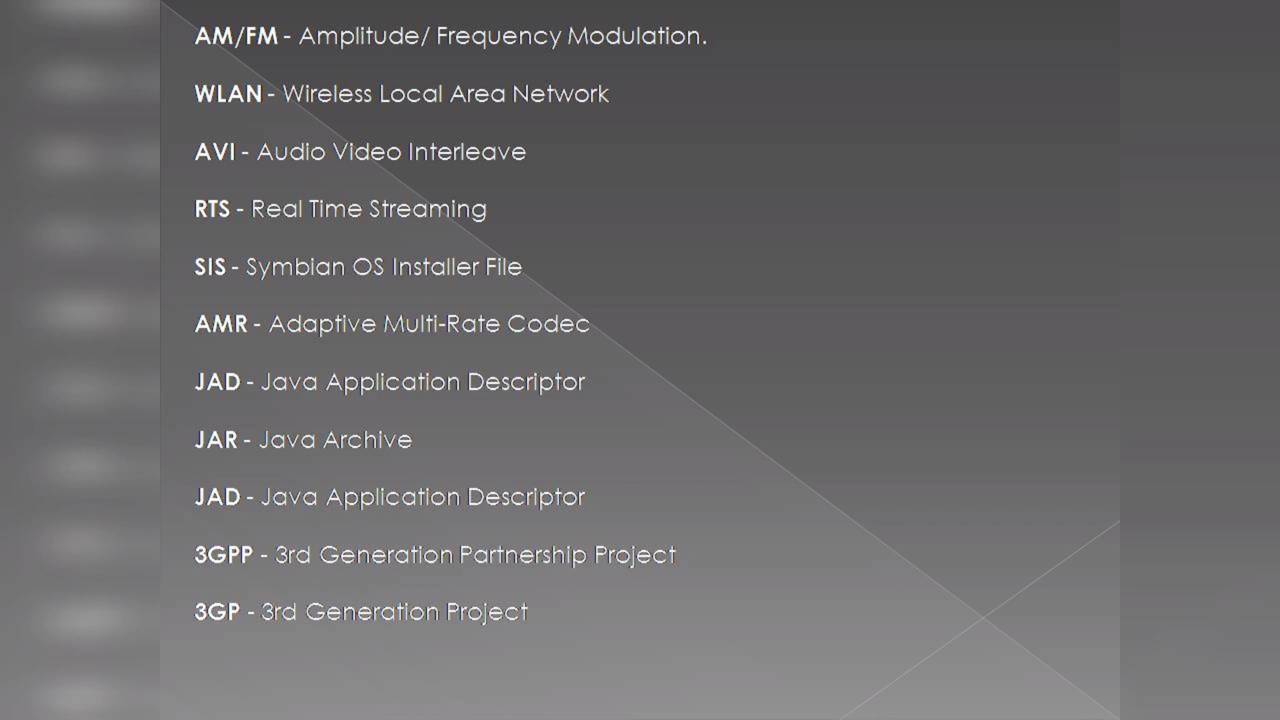 AM/FM - Amplitude/ Frequency Modulation.
WLAN - Wireless Local Area Network
AVI - Audio Video Interleave
RTS - Real Time Streaming
SIS - Symbian OS Installer File
AMR - Adaptive Multi-Rate Codec
JAD - Java Application Descriptor
JAR - Java Archive
JAD - Java Application Descriptor
3GPP - 3rd Generation Partnership Project
3GP - 3rd Generation Project